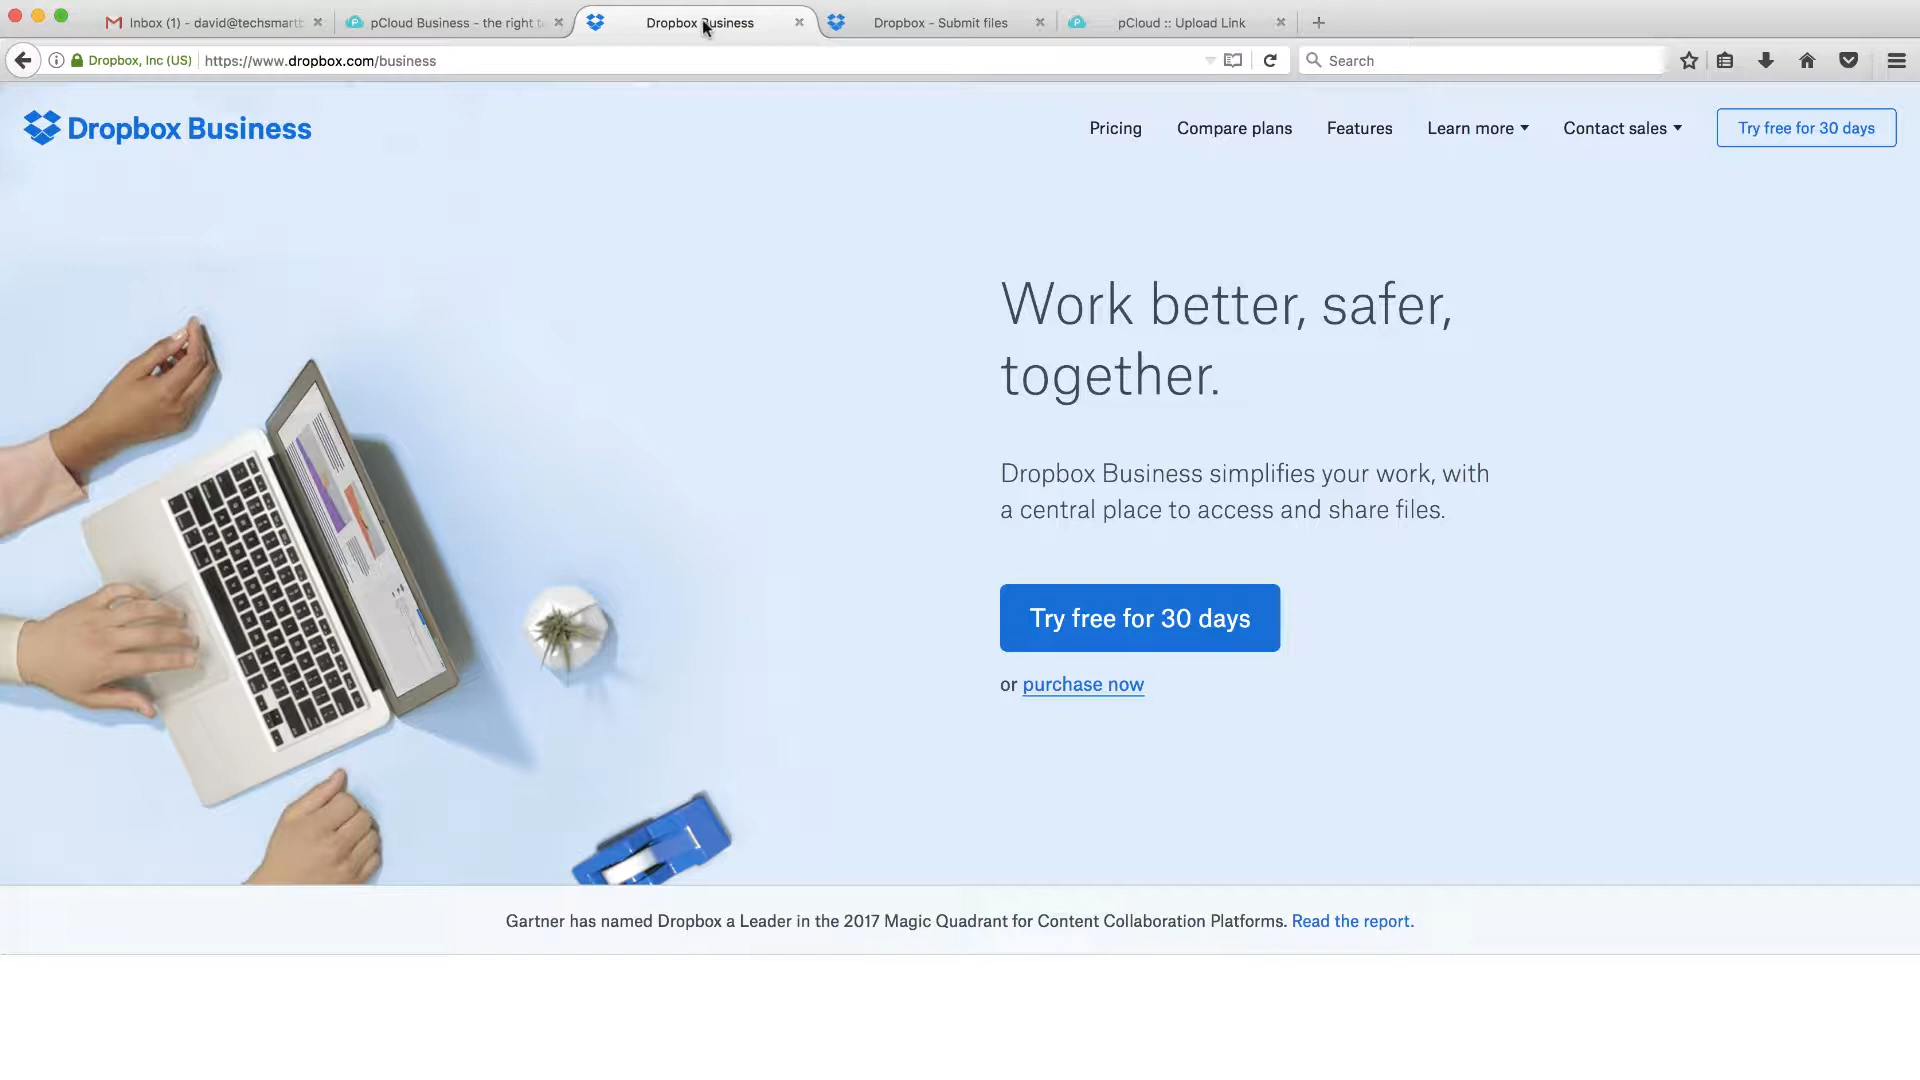 Inbox (1) - david@techsmartb
pCloud Business - the right t
Dropbox Business
Dropbox - Submit files
pCloud :: Upload Link
Dropbox, Inc (US)
https://www.dropbox.com/business
Search
Dropbox Business
Pricing
Compare plans
Features
Learn more
Contact sales
Try free for 30 days
Work better, safer,
together.
Dropbox Business simplifies your work, with
a central place to access and share files.
Try free for 30 days
or purchase now
Gartner has named Dropbox a Leader in the 2017 Magic Quadrant for Content Collaboration Platforms. Read the report.